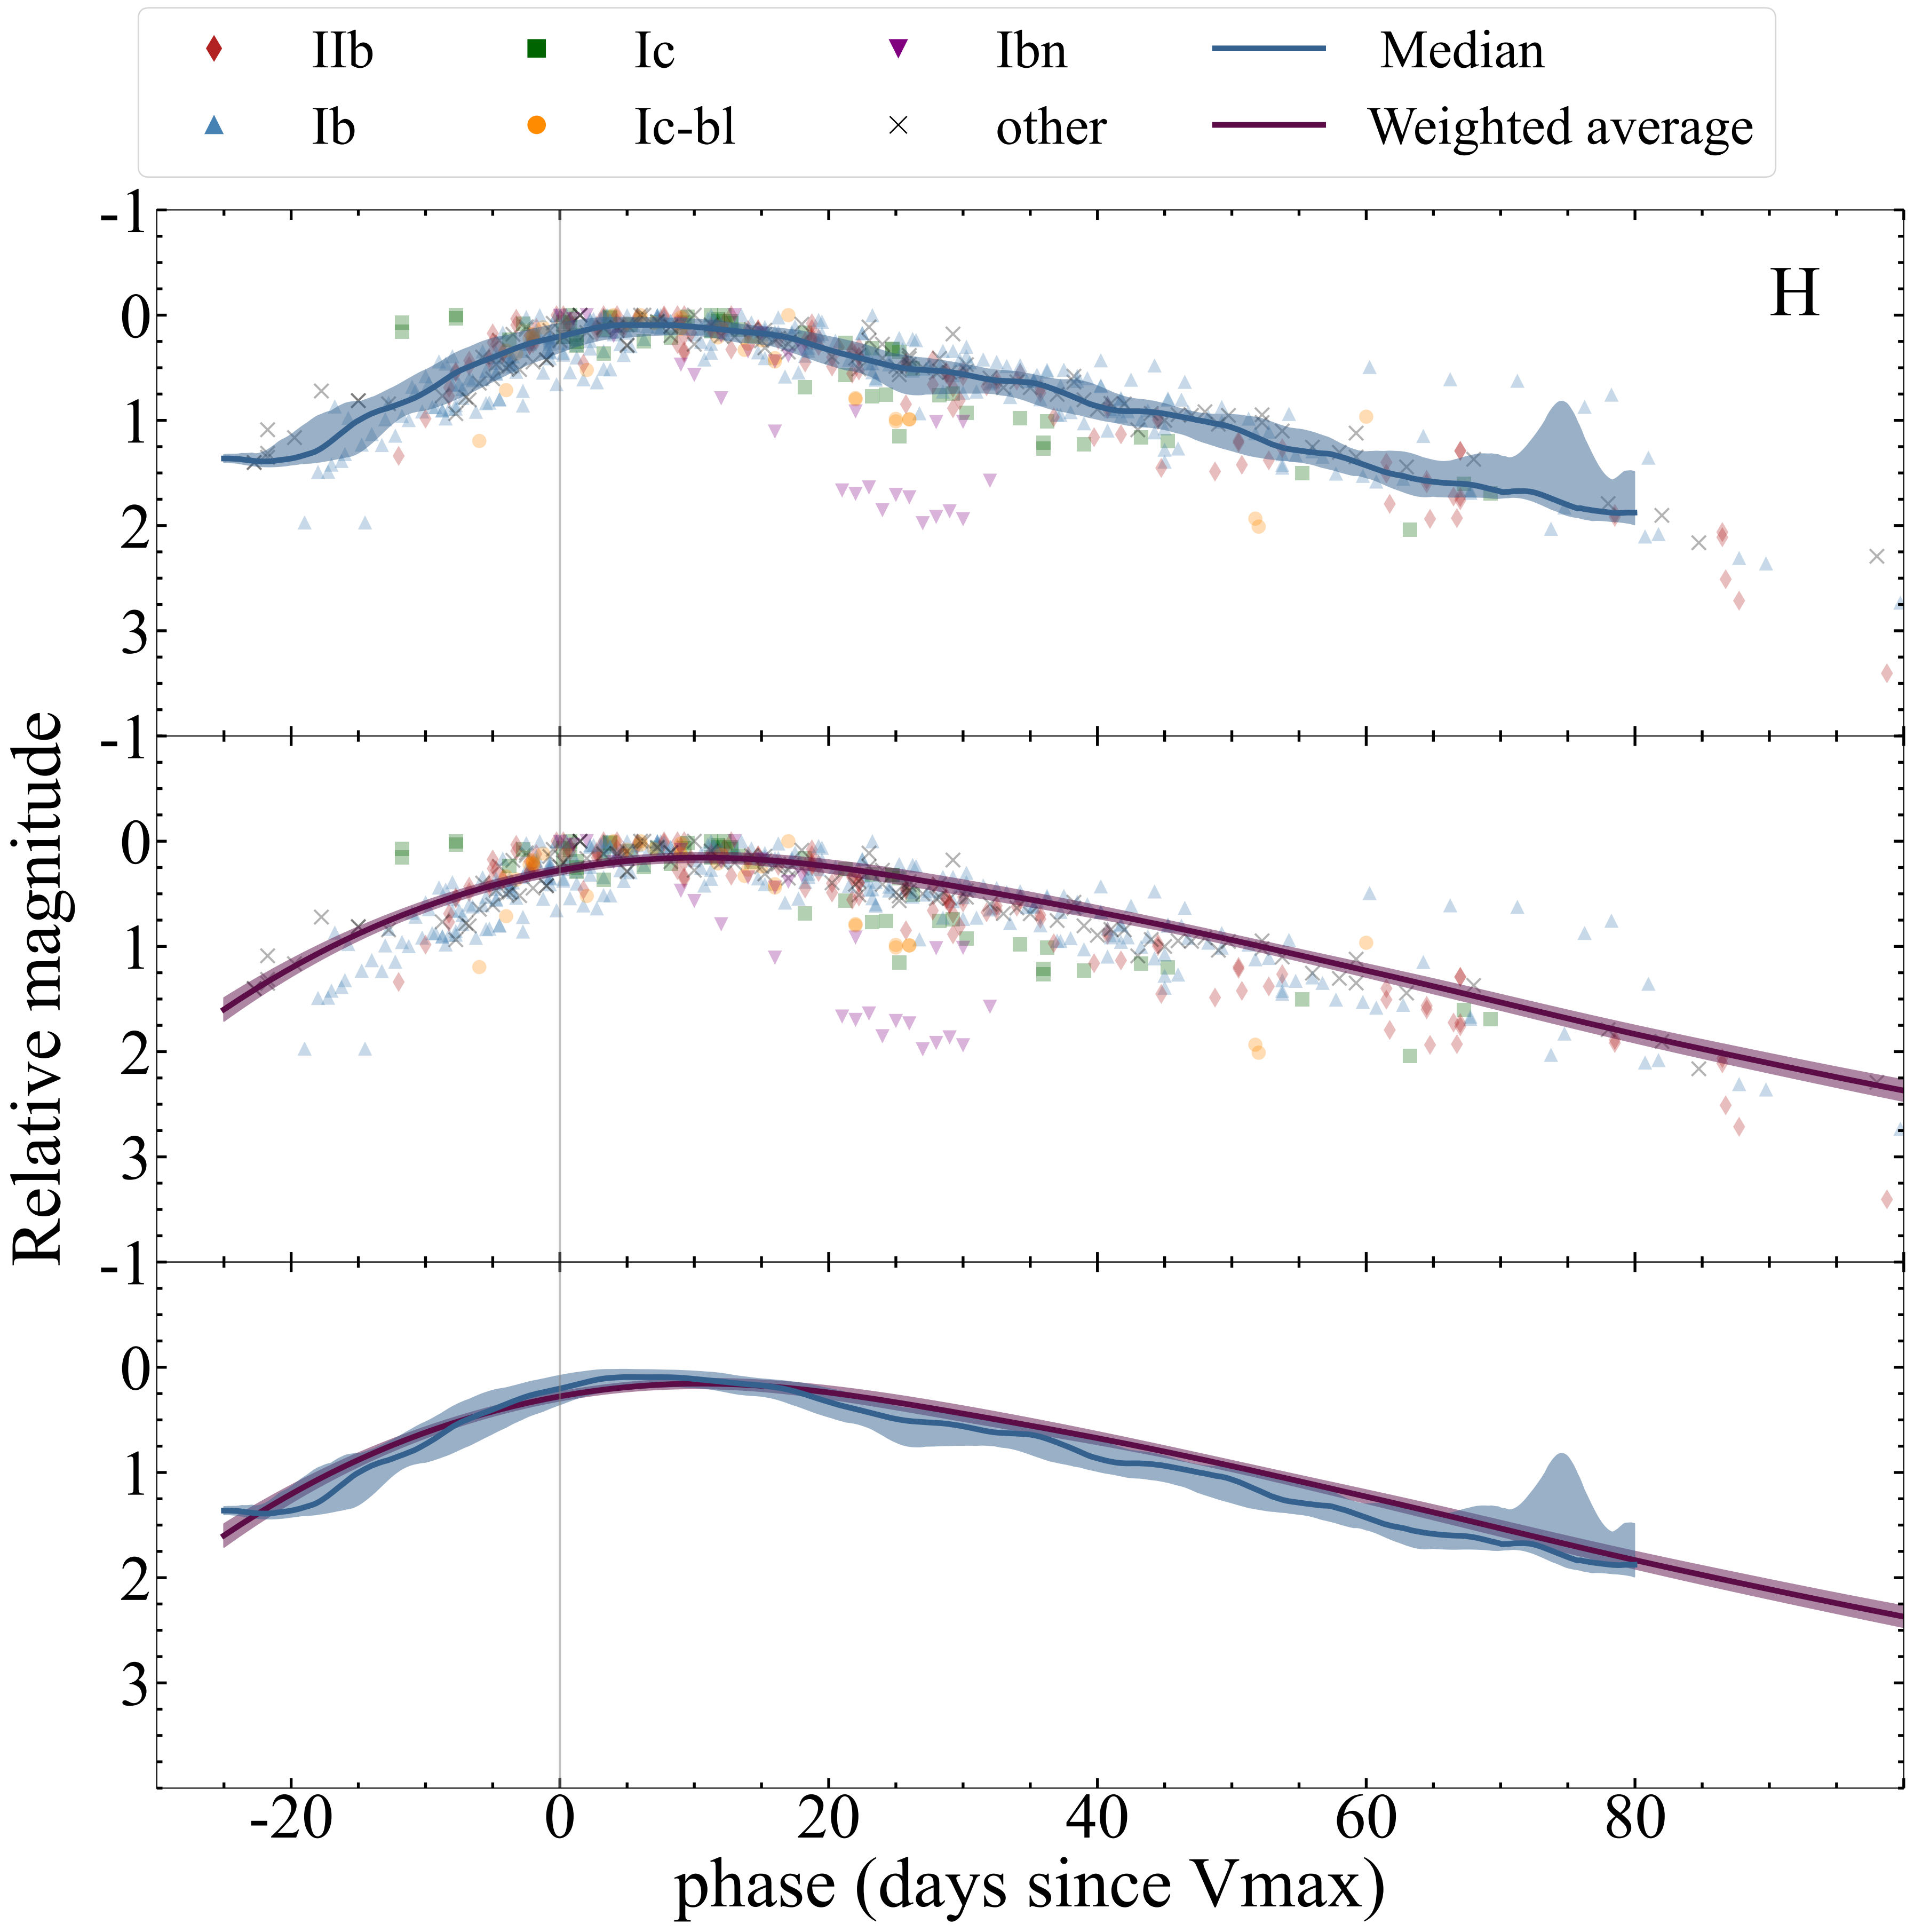 IIb Ic Ibn Median
Ib Ic-bl other Weighted average
H
-1
0
1
2
3
-1
0
1
2
3
-1
0
1
2
3
Relative magnitude
-20 0 20 40 60 80
phase (days since Vmax)